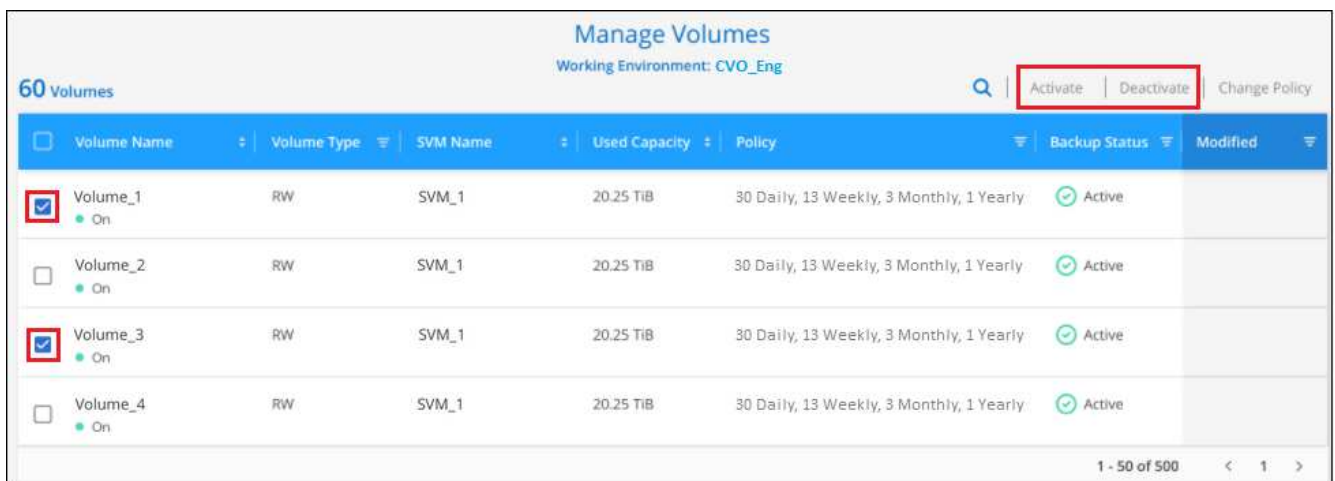 Manage Volumes
Working Environment: CVO_Eng
60 Volumes
Activate | Deactivate | Change Policy
Volume Name Volume Type SVM Name Used Capacity Policy Backup Status Modified
Volume_1 RW SVM_1 20.25 TiB 30 Daily, 13 Weekly, 3 Monthly, 1 Yearly Active
On
Volume_2 RW SVM_1 20.25 TiB 30 Daily, 13 Weekly, 3 Monthly, 1 Yearly Active
On
Volume_3 RW SVM_1 20.25 TiB 30 Daily, 13 Weekly, 3 Monthly, 1 Yearly Active
On
Volume_4 RW SVM_1 20.25 TiB 30 Daily, 13 Weekly, 3 Monthly, 1 Yearly Active
On
1 - 50 of 500 < 1 >